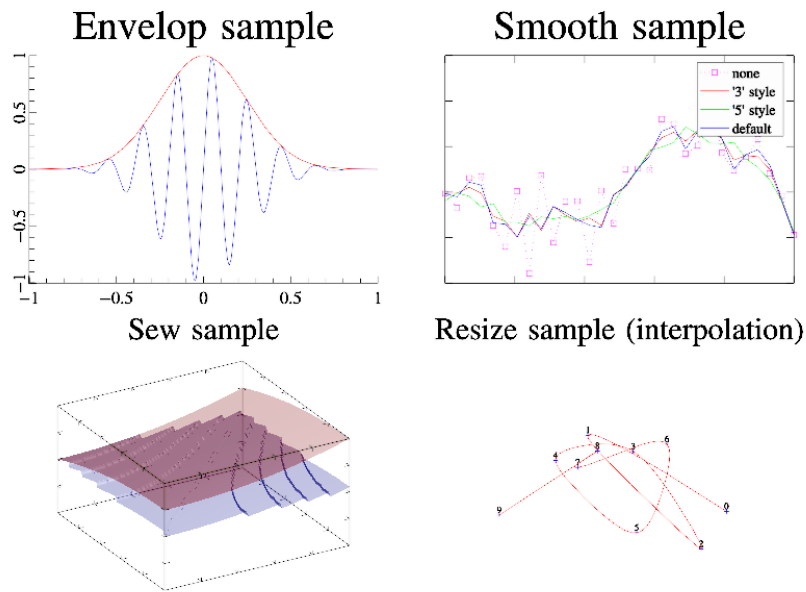 Envelop sample
1
0.5
0
−0.5
−1
−1
−0.5
0
0.5
1
Smooth sample
none
'3' style
'5' style
default
Sew sample
Resize sample (interpolation)
1
8
3
6
4
7
9
0
5
2